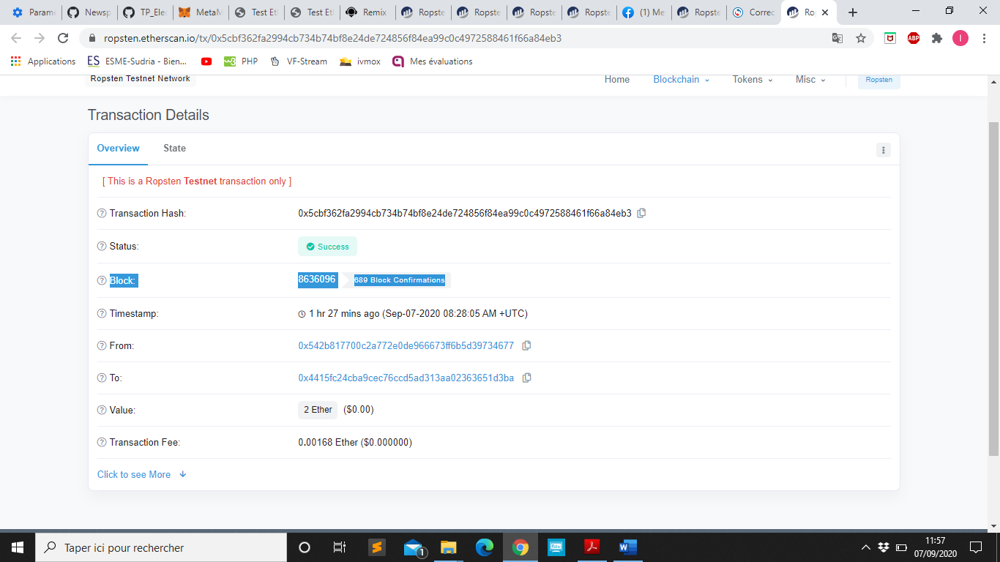 Param
Newsp
TP_Ele
MetaM
Test Et
Test Et
Remix
Ropste
Ropste
Ropste
Ropste
(1) Me
Ropste
Correc
Ro
ropsten.etherscan.io/tx/0x5cbf362fa2994cb734b74bf8e24de724856f84ea99c0c4972588461f66a84eb3
ABP
I
Applications
ES ESME-Sudria - Bien...
PHP
VF-Stream
ivmox
Mes évaluations
Ropsten Testnet Network
Home
Blockchain
Tokens
Misc
Ropsten
Transaction Details
Overview
State
[ This is a Ropsten Testnet transaction only ]
Transaction Hash: 0x5cbf362fa2994cb734b74bf8e24de724856f84ea99c0c4972588461f66a84eb3
Status: Success
Block: 8636096 689 Block Confirmations
Timestamp: 1 hr 27 mins ago (Sep-07-2020 08:28:05 AM +UTC)
From: 0x542b817700c2a772e0de966673ff6b5d39734677
To: 0x4415fc24cba9cec76ccd5ad313aa02363651d3ba
Value: 2 Ether ($0.00)
Transaction Fee: 0.00168 Ether ($0.000000)
Click to see More
Taper ici pour rechercher
1
11:57
07/09/2020